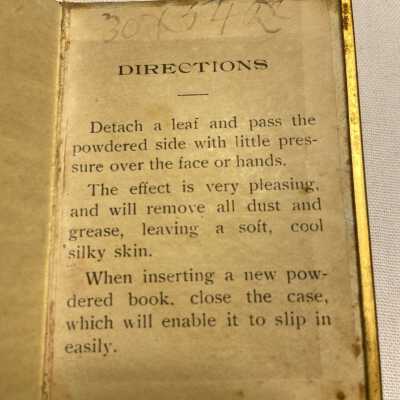 DIRECTIONS
Detach a leaf and pass the
powdered side with little pres-
sure over the face or hands.
The effect is very pleasing,
and will remove all dust and
grease, leaving a soft, cool
silky skin.
When inserting a new pow-
dered book. close the case,
which will enable it to slip in
easily.